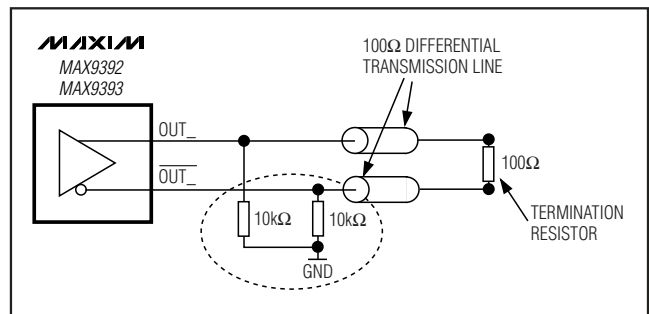 MAXIM
MAX9392
MAX9393
100Ω DIFFERENTIAL
TRANSMISSION LINE
OUT_
OUT_
100Ω
10kΩ
10kΩ
TERMINATION
RESISTOR
GND